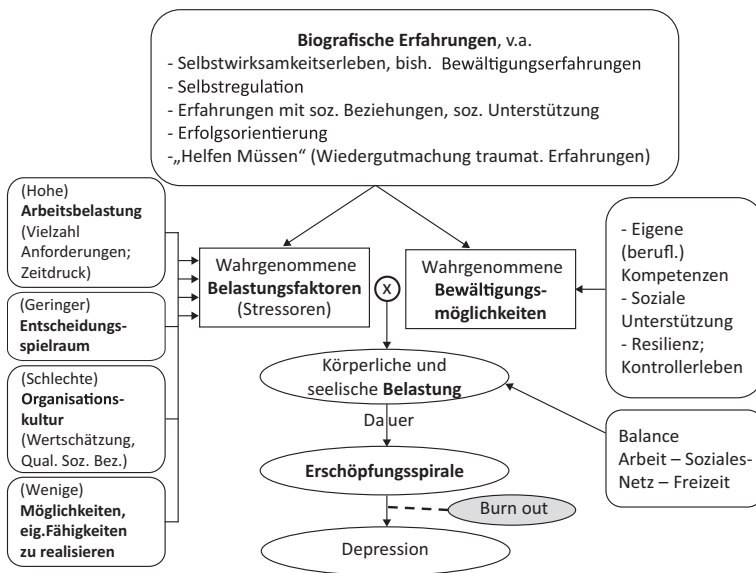 Biografische Erfahrungen, v.a.
- Selbstwirksamkeitserleben, bish. Bewältigungserfahrungen
- Selbstregulation
- Erfahrungen mit soz. Beziehungen, soz. Unterstützung
- Erfolgsorientierung
-„Helfen Müssen“ (Wiedergutmachung traumat. Erfahrungen)
(Hohe)
Arbeitsbelastung
(Vielzahl
Anforderungen;
Zeitdruck)
(Geringer)
Entscheidungs-
spielraum
(Schlechte)
Organisations-
kultur
(Wertschätzung,
Qual. Soz. Bez.)
(Wenige)
Möglichkeiten,
eig.Fähigkeiten
zu realisieren
Wahrgenommene
Belastungsfaktoren
(Stressoren)
X
Wahrgenommene
Bewältigungs-
möglichkeiten
- Eigene
(berufl.)
Kompetenzen
- Soziale
Unterstützung
- Resilienz;
Kontrollerleben
Körperliche und
seelische Belastung
Dauer
Balance
Arbeit – Soziales-
Netz – Freizeit
Erschöpfungsspirale
Burn out
Depression